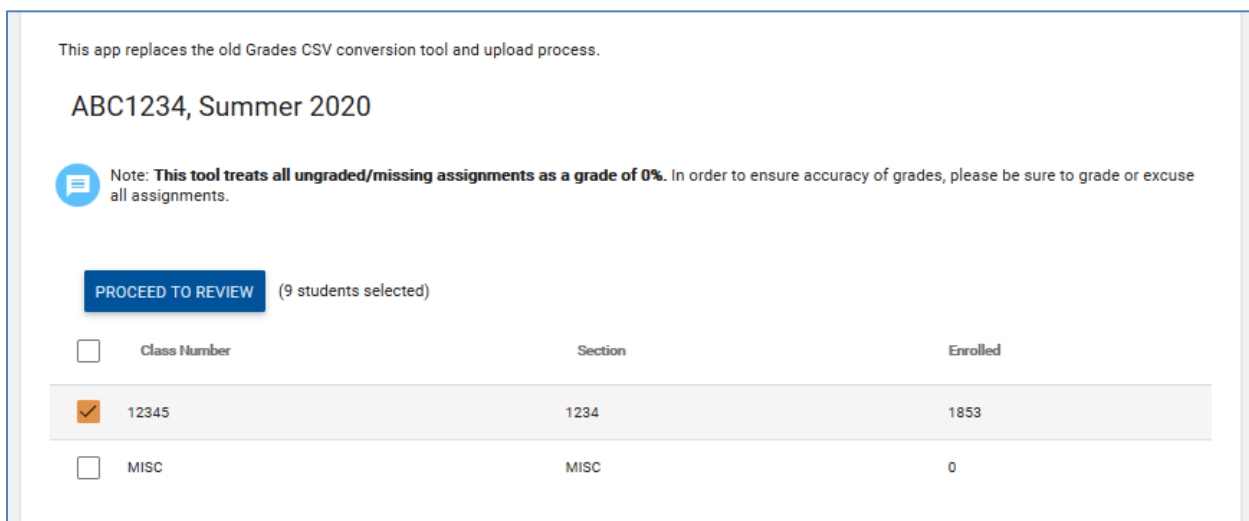 This app replaces the old Grades CSV conversion tool and upload process.
ABC1234, Summer 2020
Note: This tool treats all ungraded/missing assignments as a grade of 0%. In order to ensure accuracy of grades, please be sure to grade or excuse
all assignments.
PROCEED TO REVIEW (9 students selected)
Class Number Section Enrolled
12345 1234 1853
MISC MISC 0